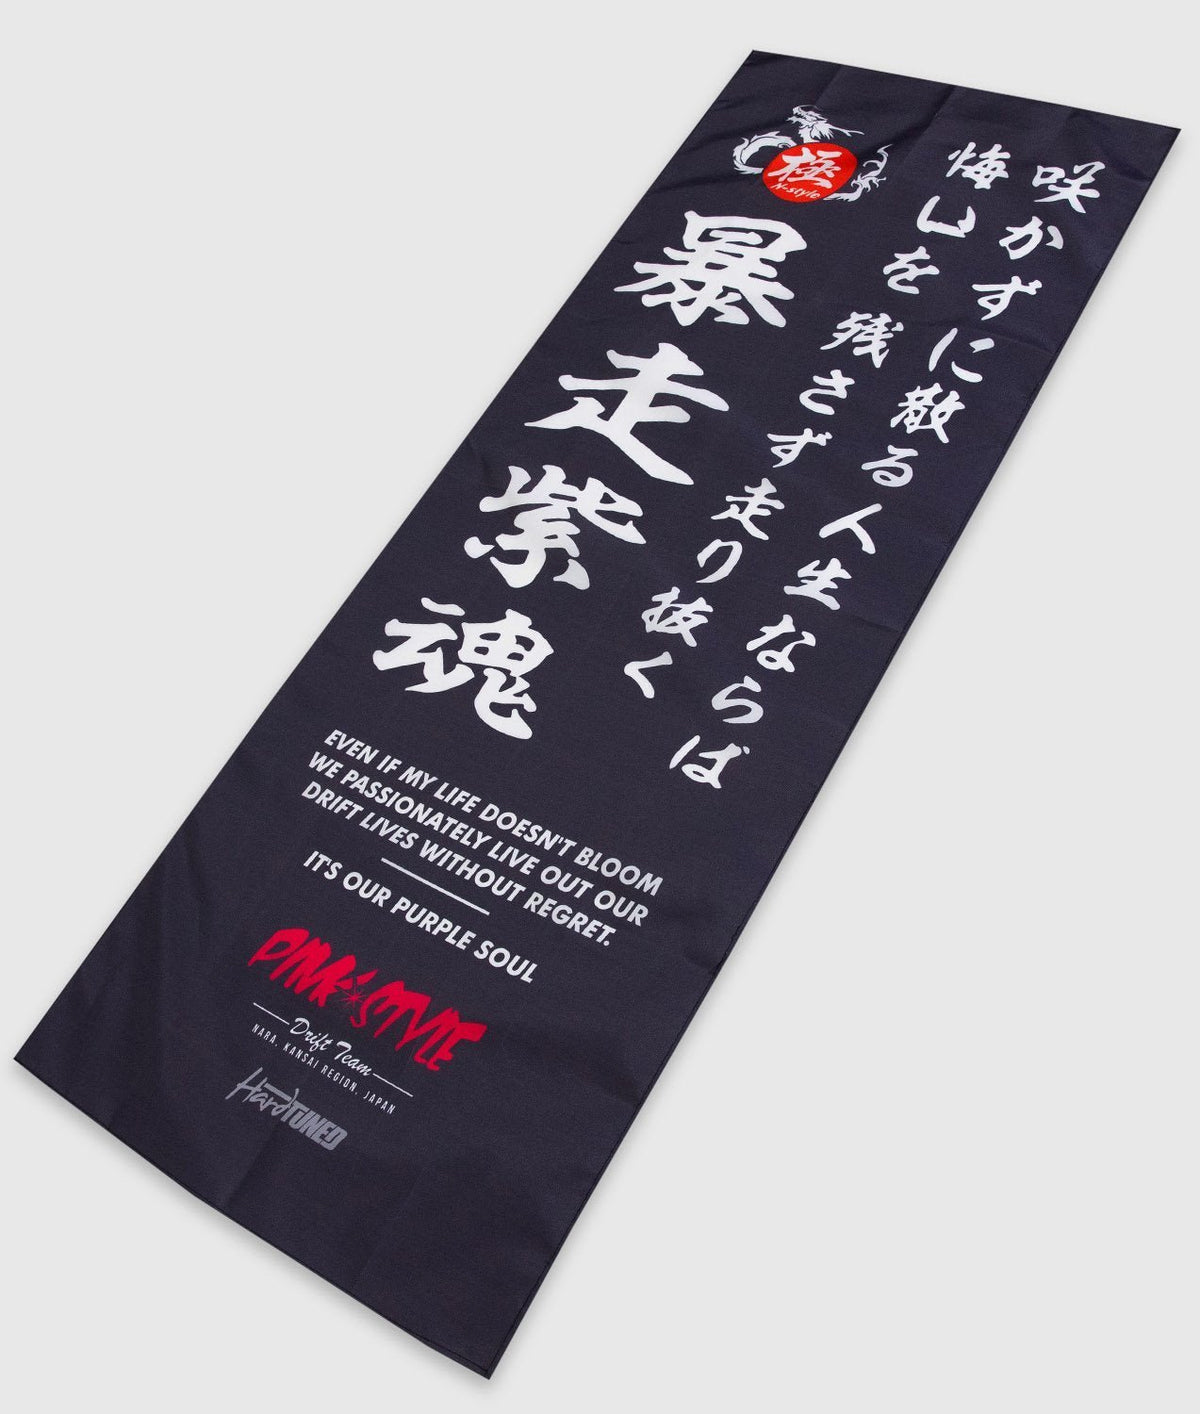 咲かずに散る人生ならば
悔いを残さず走り抜く
極
N-style
暴走紫魂
EVEN IF MY LIFE DOESN'T BLOOM
WE PASSIONATELY LIVE OUT OUR
DRIFT LIVES WITHOUT REGRET.
IT'S OUR PURPLE SOUL
PINK STYLE
Drift Team
NARA, KANSAI REGION, JAPAN
HardTUNED